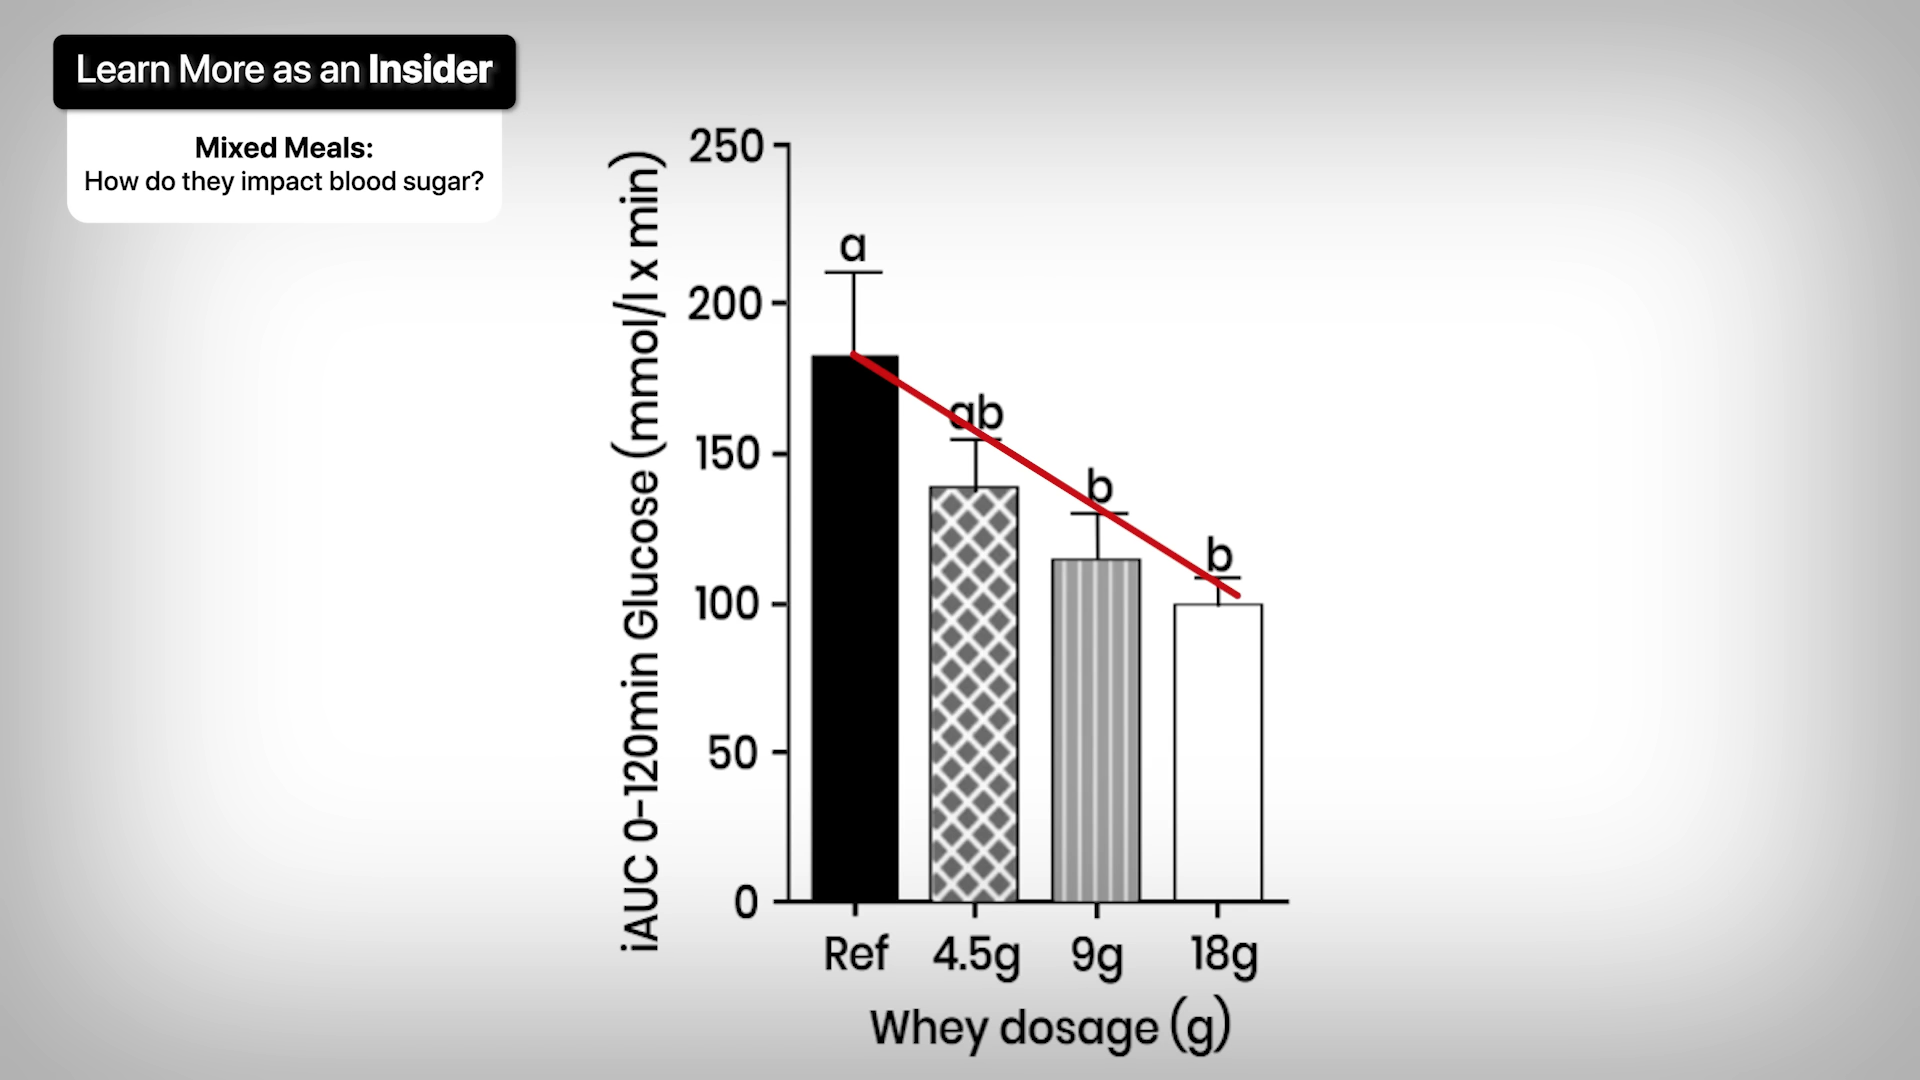 Learn More as an Insider
Mixed Meals:
How do they impact blood sugar?
iAUC 0-120min Glucose (mmol/l x min)
250
200
150
100
50
0
a
ab
b
b
Ref 4.5g 9g 18g
Whey dosage (g)